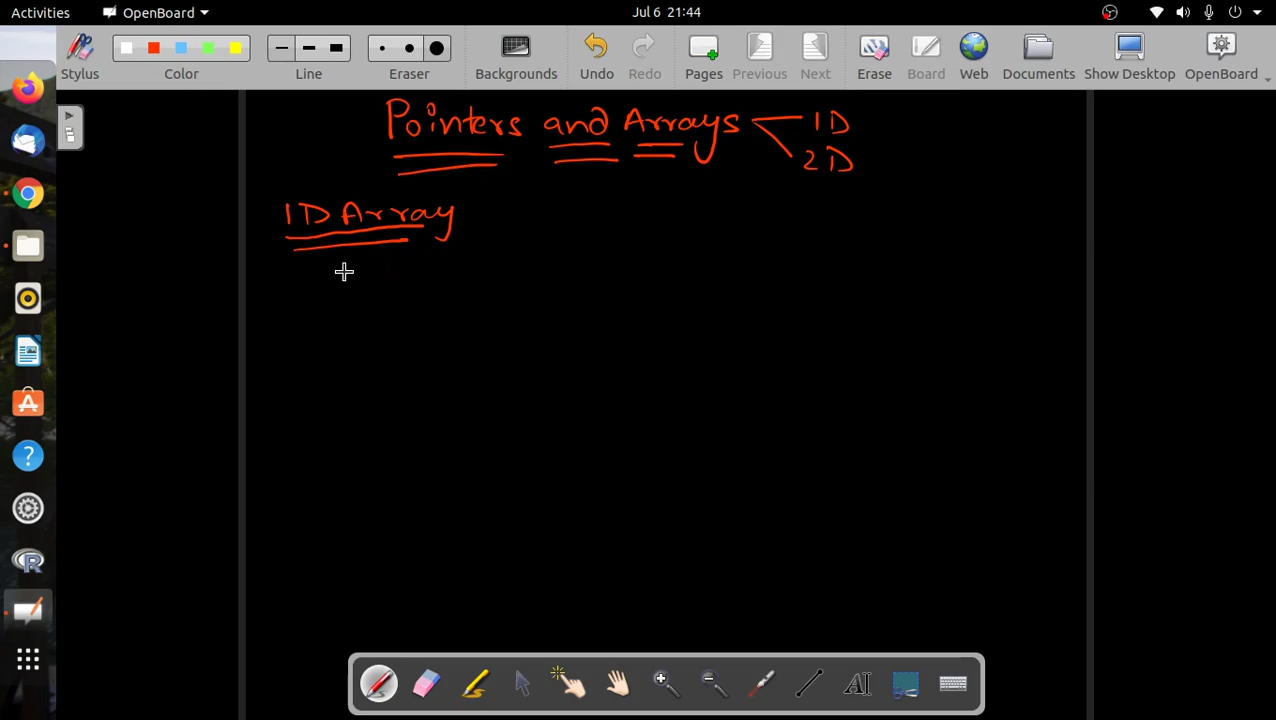 Activities OpenBoard Jul 6 21:44
Stylus Color Line Eraser Backgrounds Undo Redo Pages Previous Next Erase Board Web Documents Show Desktop OpenBoard
Pointers and Arrays 1D
2D
1D Array